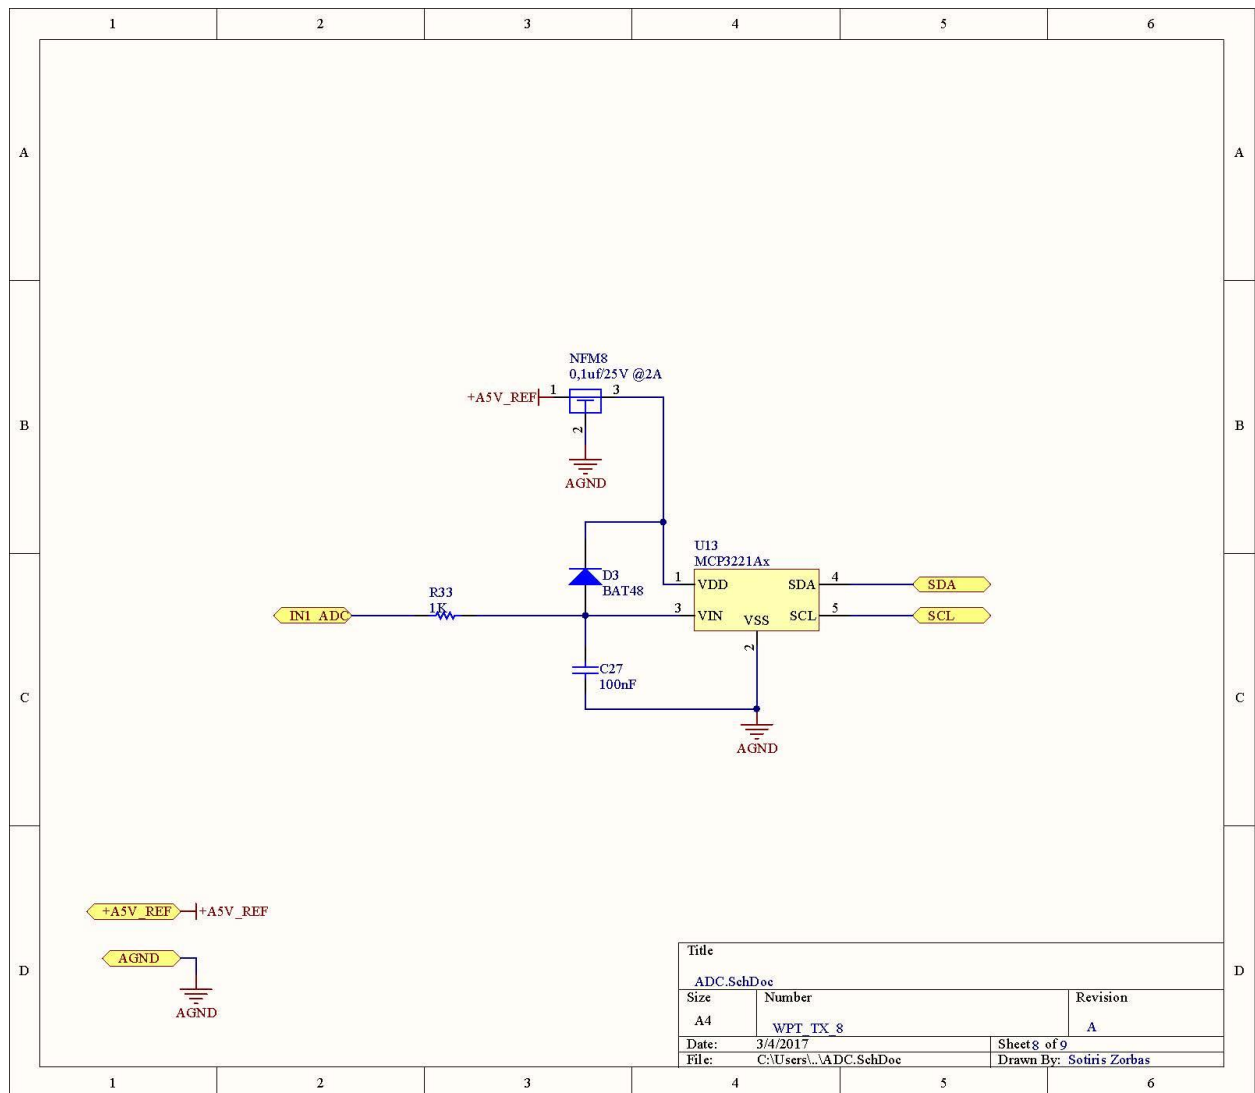 1 2 3 4 5 6
A A
NFM8
0,1uf/25V @2A
+A5V_REF 1 3
B B
2
AGND
U13
MCP3221Ax
D3 1 VDD SDA 4 SDA
BAT48
R33
1K
IN1_ADC 3 VIN SCL 5 SCL
VSS
2
C27
100nF
C C
AGND
+A5V_REF +A5V_REF
AGND
AGND
D D
Title
ADC.SchDoc
Size Number Revision
A4 WPT_TX_8 A
Date: 3/4/2017 Sheet 8 of 9
File: C:\Users\..\ADC.SchDoc Drawn By: Sotiris Zorbas
1 2 3 4 5 6